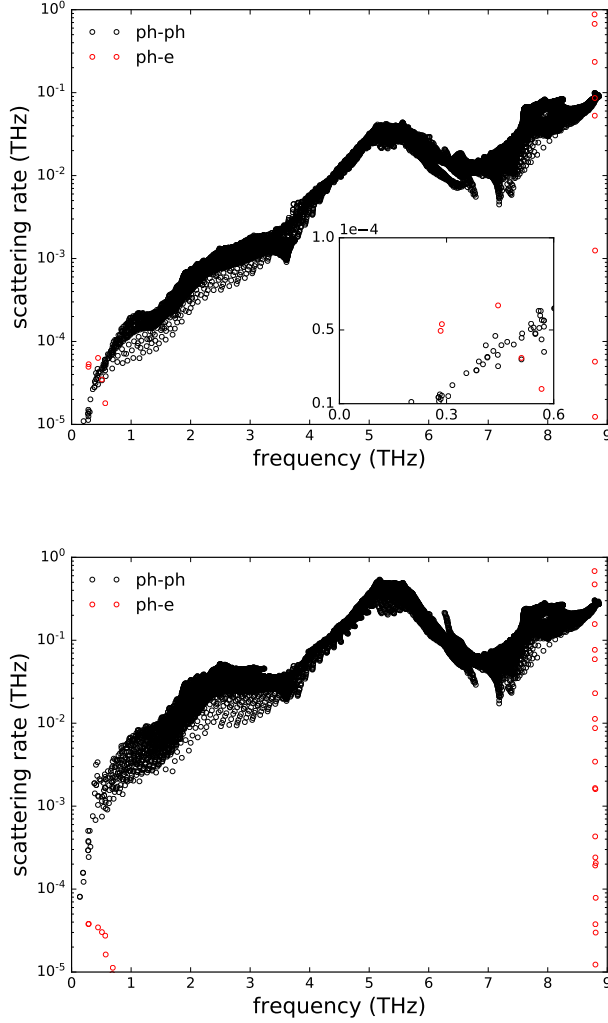 10^0
ph-ph
ph-e
10^-1
10^-2
10^-3
10^-4
10^-5
scattering rate (THz)
1e−4
1.0
0.5
0.1
0.0 0.3 0.6
0 1 2 3 4 5 6 7 8 9
frequency (THz)
10^0
ph-ph
ph-e
10^-1
10^-2
10^-3
10^-4
10^-5
scattering rate (THz)
0 1 2 3 4 5 6 7 8 9
frequency (THz)